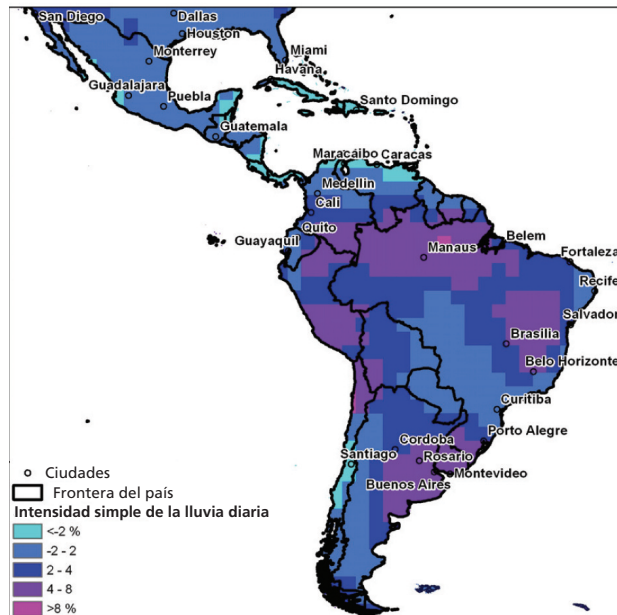 San Diego
Dallas
Houston
Monterrey
Miami
Havana
Guadalajara
Puebla
Santo Domingo
Guatemala
Maracáibo Caracas
Medellin
Cali
Quito
Belem
Guayaquil
Manaus
Fortaleza
Recife
Salvador
Brasília
Belo Horizonte
Curitiba
Cordoba
Porto Alegre
Santiago
Rosario
Montevideo
Buenos Aires
Ciudades
Frontera del país
Intensidad simple de la lluvia diaria
<-2 %
-2 - 2
2 - 4
4 - 8
>8 %